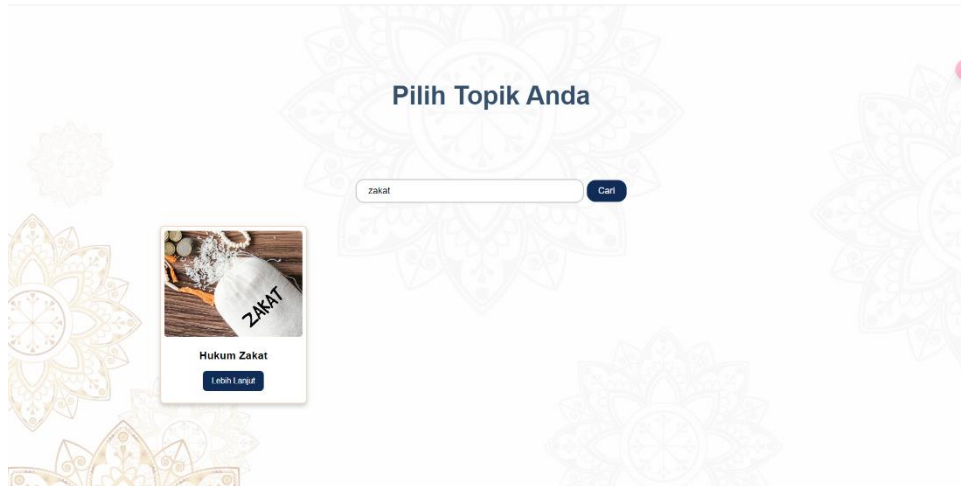 Pilih Topik Anda
zakat
Cari
ZAKAT
Hukum Zakat
Lebih Lanjut